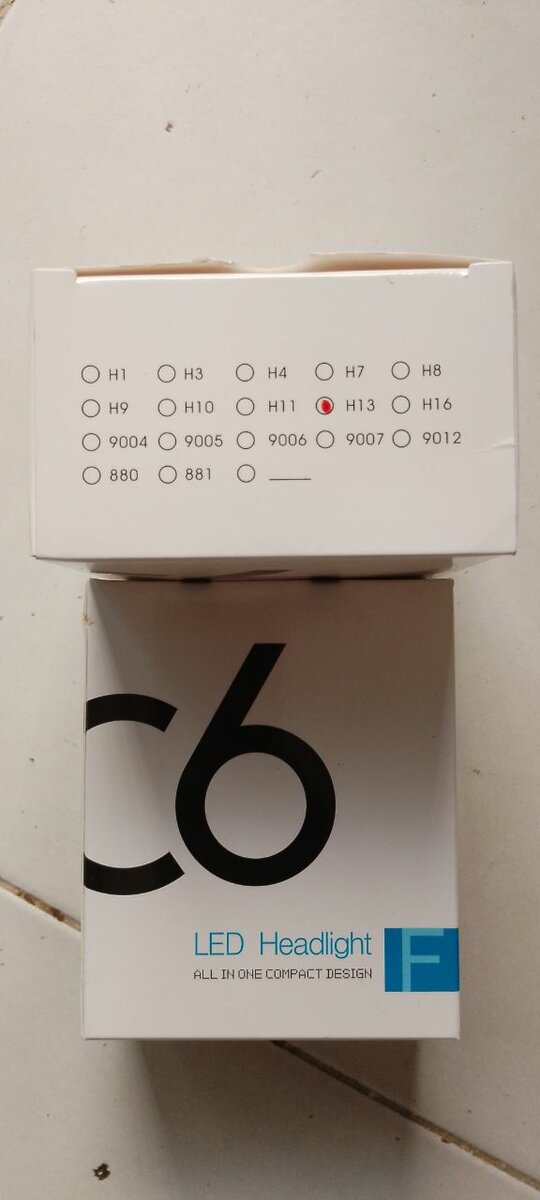 H1 H3 H4 H7 H8
H9 H10 H11 H13 H16
9004 9005 9006 9007 9012
880 881
C6
LED Headlight
F
ALL IN ONE COMPACT DESIGN